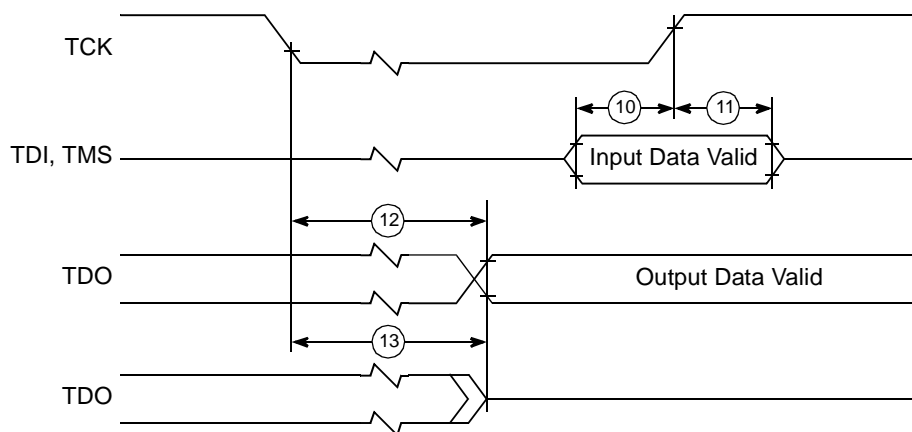 TCK
10
11
TDI, TMS
Input Data Valid
12
TDO
Output Data Valid
13
TDO